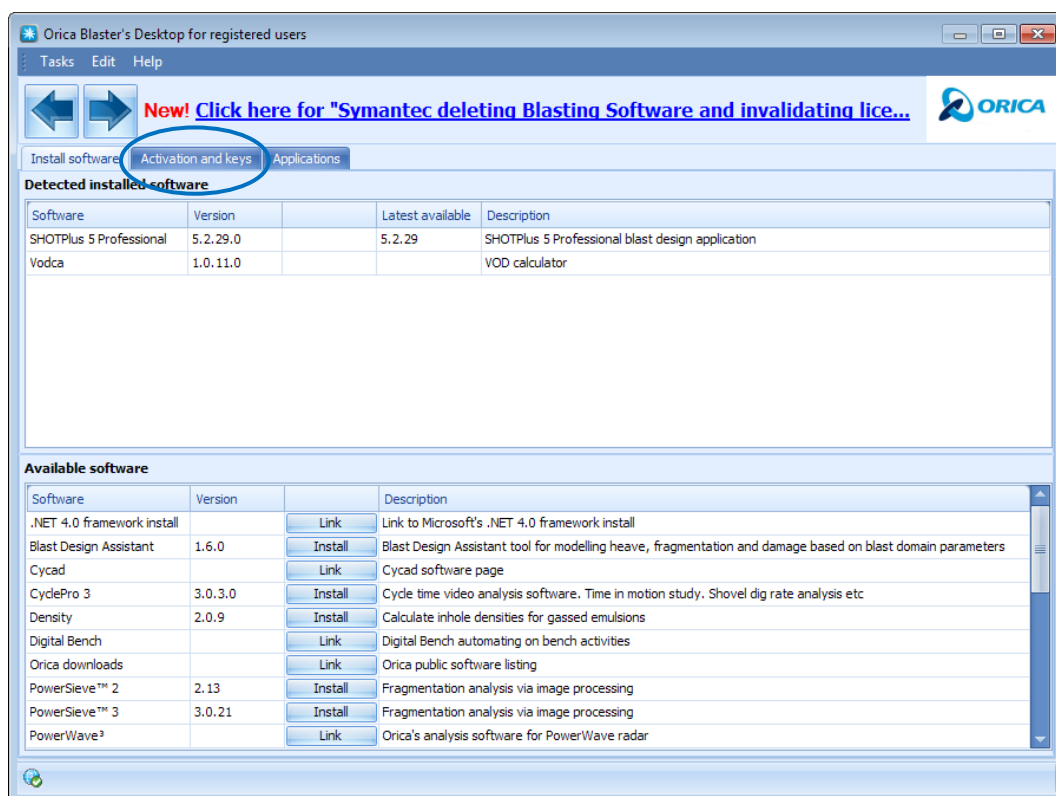 Orica Blaster's Desktop for registered users
Tasks Edit Help
New! Click here for "Symantec deleting Blasting Software and invalidating lice...
ORICA
Install software Activation and keys Applications
Detected installed software
Software Version Latest available Description
SHOTPlus 5 Professional 5.2.29.0 5.2.29 SHOTPlus 5 Professional blast design application
Vodca 1.0.11.0 VOD calculator
Available software
Software Version Description
.NET 4.0 framework install Link Link to Microsoft's .NET 4.0 framework install
Blast Design Assistant 1.6.0 Install Blast Design Assistant tool for modelling heave, fragmentation and damage based on blast domain parameters
Cycad Link Cycad software page
CyclePro 3 3.0.3.0 Install Cycle time video analysis software. Time in motion study. Shovel dig rate analysis etc
Density 2.0.9 Install Calculate inhole densities for gassed emulsions
Digital Bench Link Digital Bench automating on bench activities
Orica downloads Link Orica public software listing
PowerSieve™ 2 2.13 Install Fragmentation analysis via image processing
PowerSieve™ 3 3.0.21 Install Fragmentation analysis via image processing
PowerWave³ Link Orica's analysis software for PowerWave radar